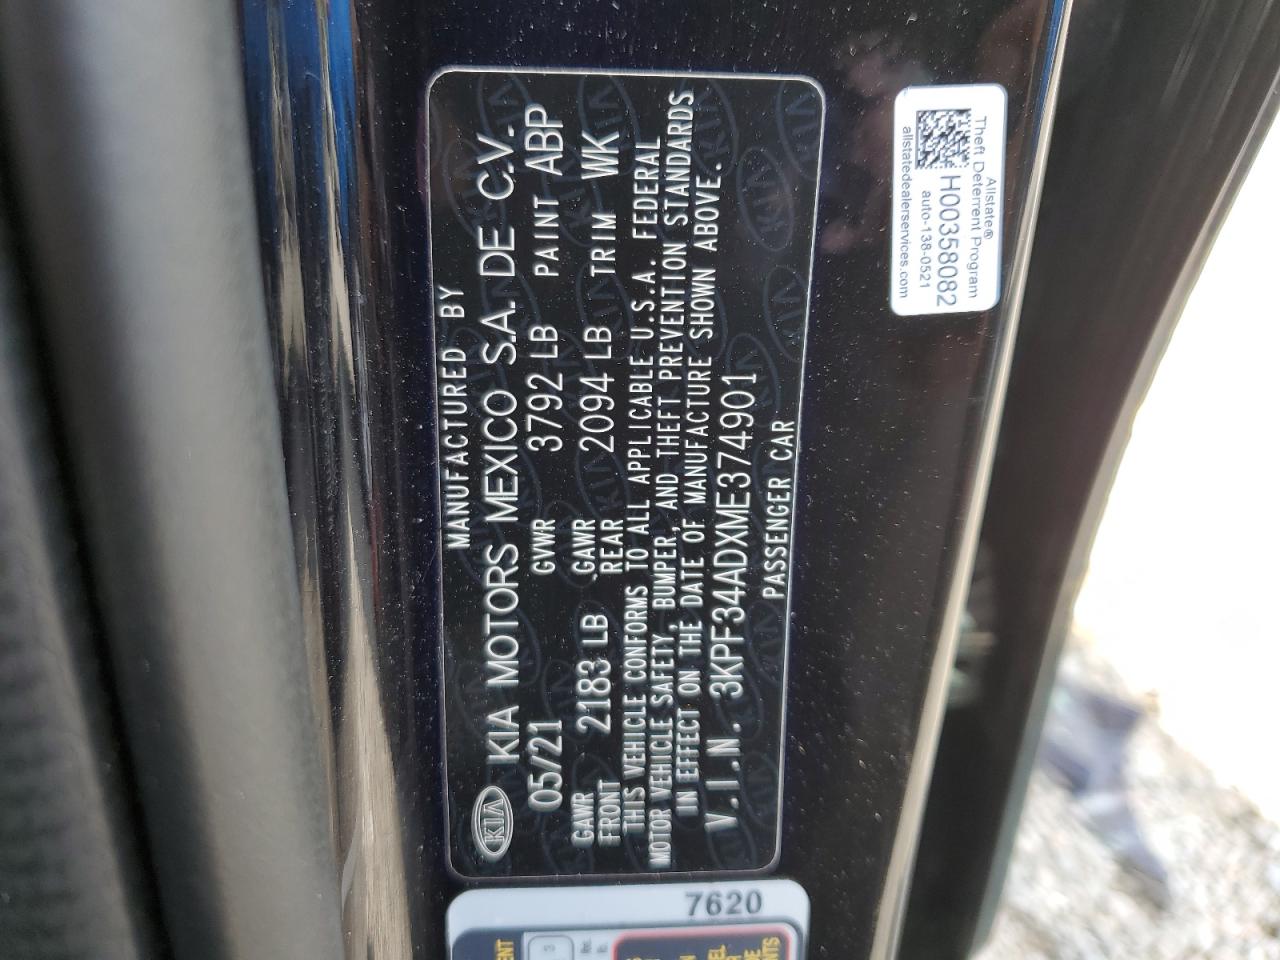 MANUFACTURED BY
KIA KIA MOTORS MEXICO S.A. DE C.V.
05/21 GVWR 3792 LB PAINT ABP
GAWR FRONT 2183 LB GAWR REAR 2094 LB TRIM WK
THIS VEHICLE CONFORMS TO ALL APPLICABLE U.S.A. FEDERAL
MOTOR VEHICLE SAFETY, BUMPER, AND THEFT PREVENTION STANDARDS
IN EFFECT ON THE DATE OF MANUFACTURE SHOWN ABOVE.
V.I.N. 3KPF34ADXME374901
PASSENGER CAR
Allstate®
Theft Deterrent Program
H00358082
auto-138-0521
allstatedealerservices.com
7620